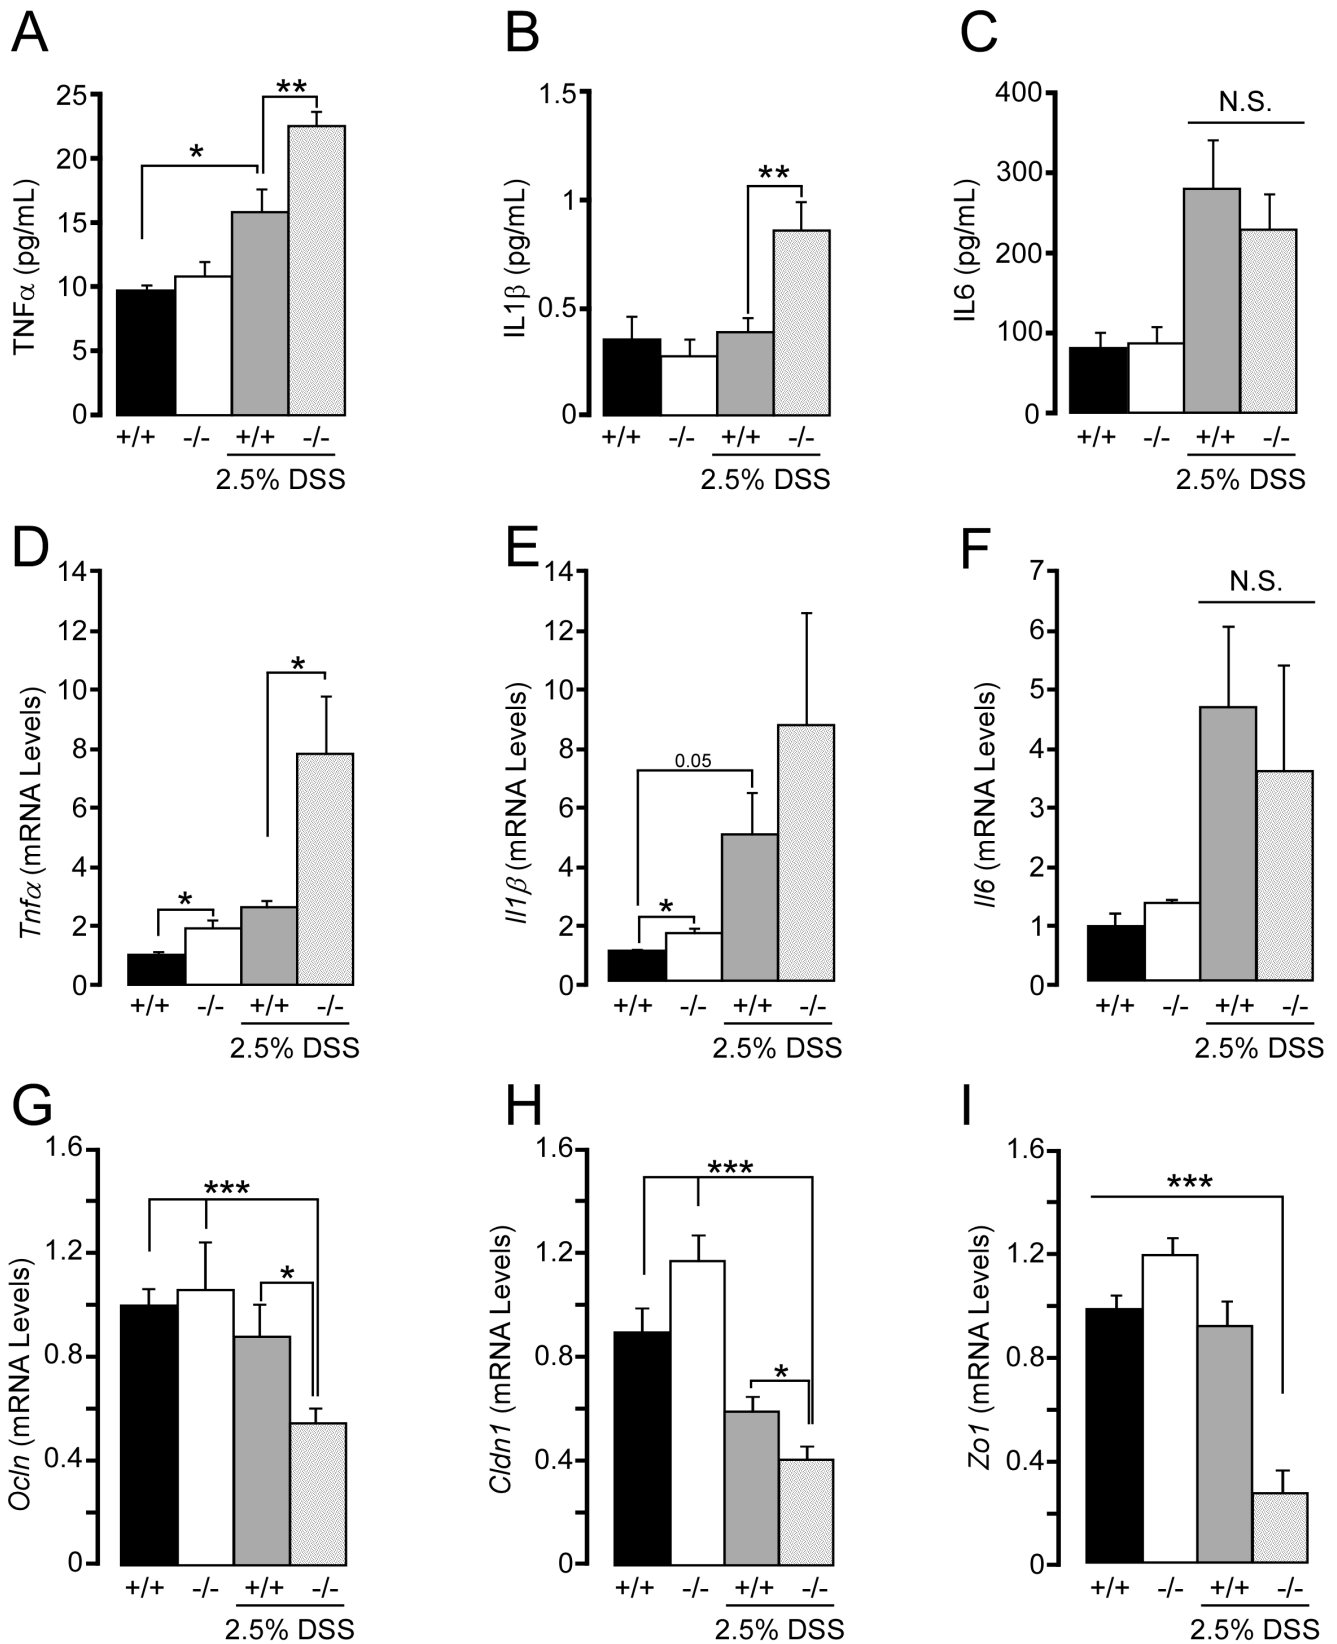 A
TNFα (pg/mL)
25
20
15
10
5
0
*
**
+/+ -/- +/+ -/-
2.5% DSS
B
IL1β (pg/mL)
1.5
1
0.5
0
**
+/+ -/- +/+ -/-
2.5% DSS
C
IL6 (pg/mL)
400
300
200
100
0
N.S.
+/+ -/- +/+ -/-
2.5% DSS
D
Tnfα (mRNA Levels)
14
12
10
8
6
4
2
0
*
*
+/+ -/- +/+ -/-
2.5% DSS
E
Il1β (mRNA Levels)
14
12
10
8
6
4
2
0
0.05
*
+/+ -/- +/+ -/-
2.5% DSS
F
Il6 (mRNA Levels)
7
6
5
4
3
2
1
0
N.S.
+/+ -/- +/+ -/-
2.5% DSS
G
Ocln (mRNA Levels)
1.6
1.2
0.8
0.4
0
***
*
+/+ -/- +/+ -/-
2.5% DSS
H
Cldn1 (mRNA Levels)
1.6
1.2
0.8
0.4
0
***
*
+/+ -/- +/+ -/-
2.5% DSS
I
Zo1 (mRNA Levels)
1.6
1.2
0.8
0.4
0
***
+/+ -/- +/+ -/-
2.5% DSS